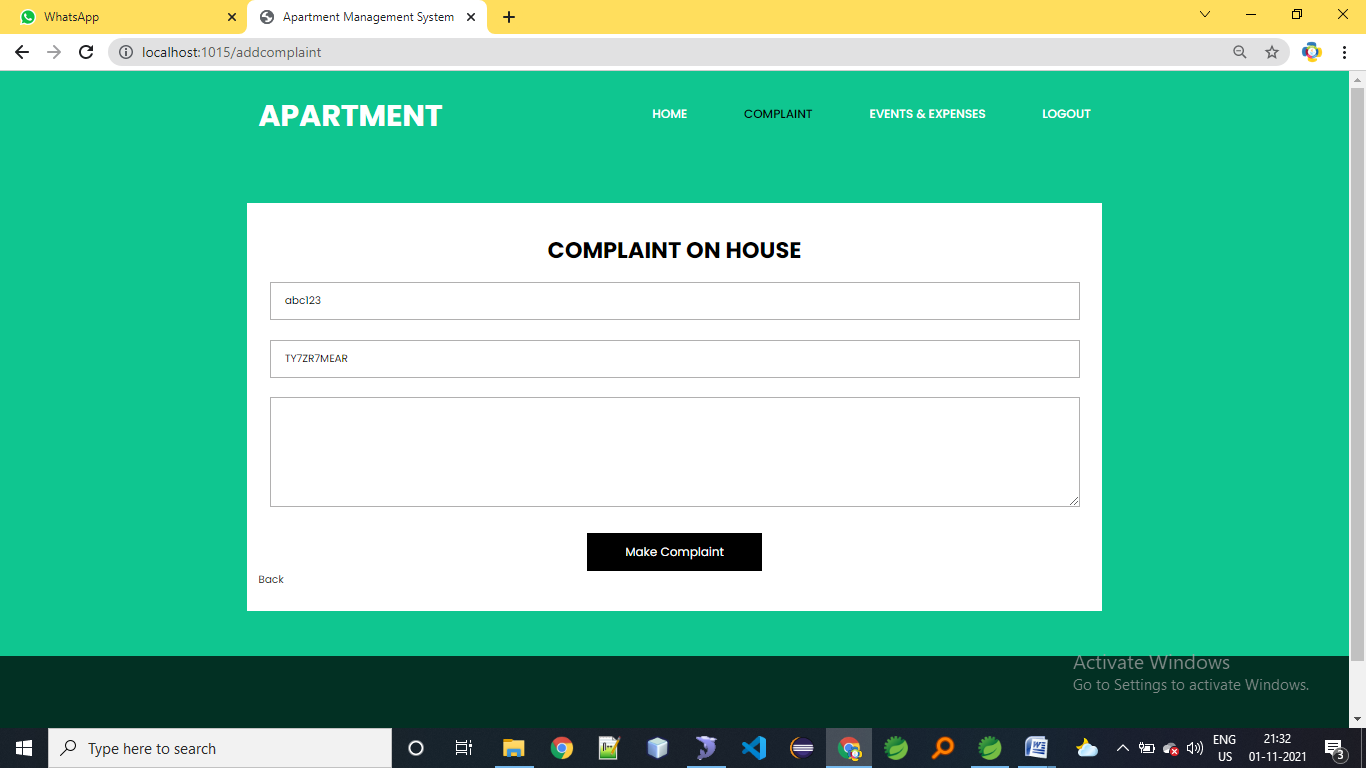 WhatsApp
Apartment Management System
localhost:1015/addcomplaint
APARTMENT
HOME
COMPLAINT
EVENTS & EXPENSES
LOGOUT
COMPLAINT ON HOUSE
abc123
TY7ZR7MEAR
Make Complaint
Back
Activate Windows
Go to Settings to activate Windows.
Type here to search
ENG
US
21:32
01-11-2021
3